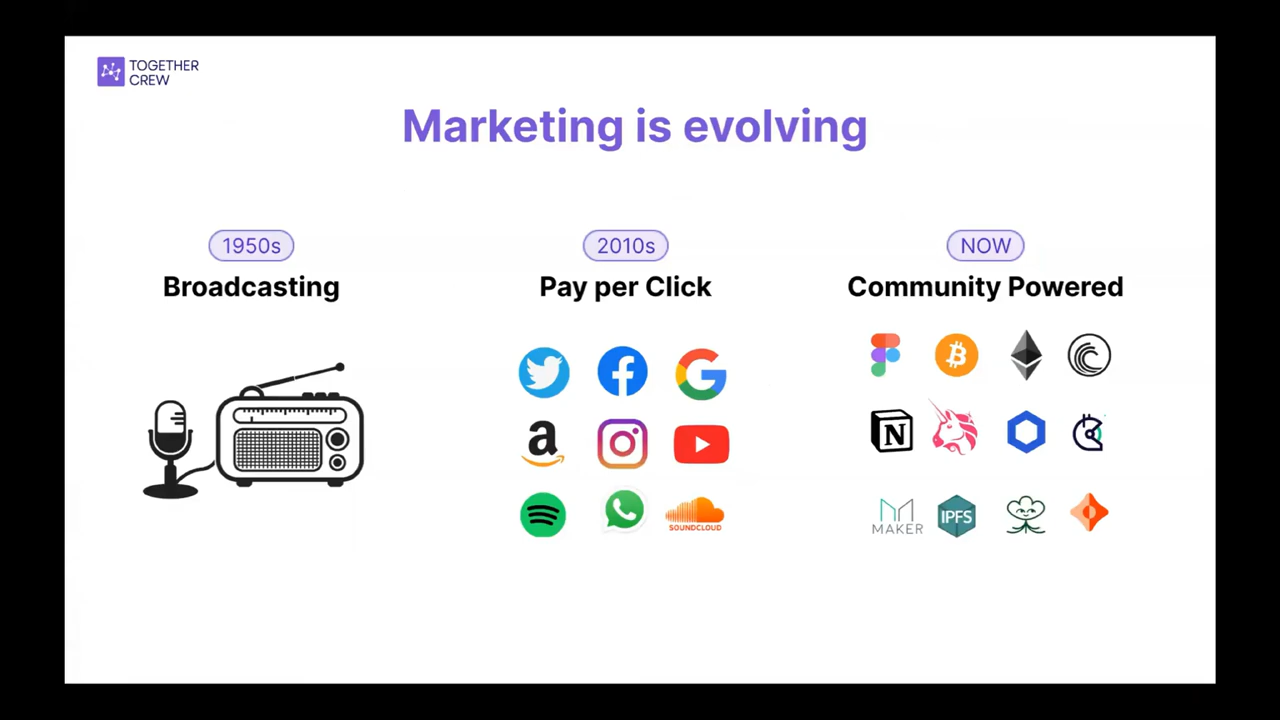 TOGETHER
CREW
Marketing is evolving
1950s
2010s
NOW
Broadcasting
Pay per Click
Community Powered
N
a
SOUNDCLOUD
MAKER
IPFS